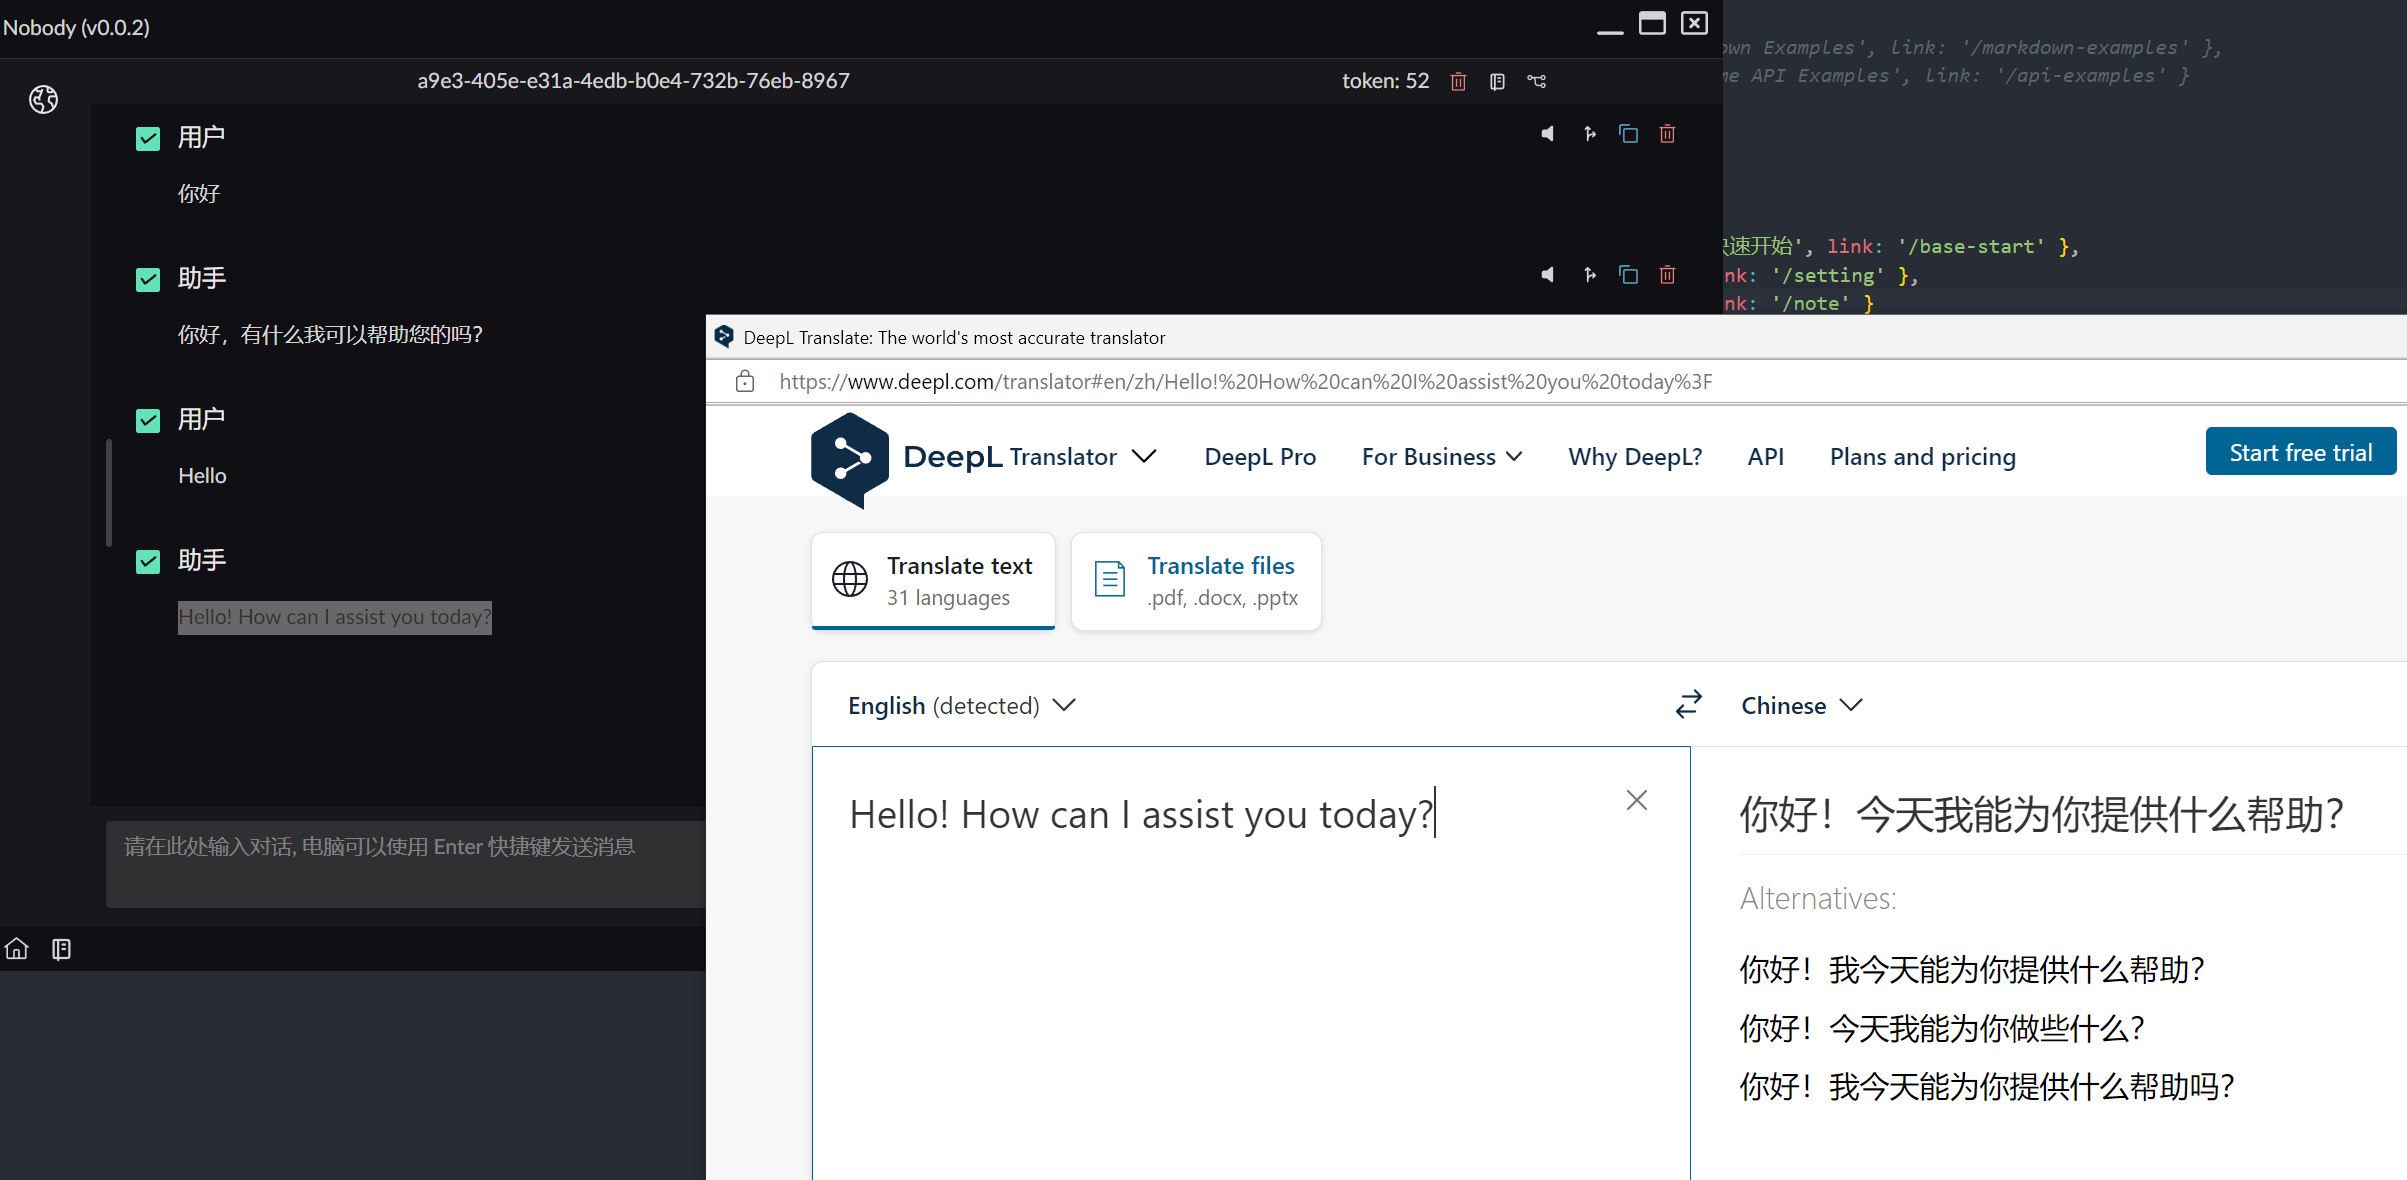 Nobody (v0.0.2)
a9e3-405e-e31a-4edb-b0e4-732b-76eb-8967
token: 52
用户
你好
助手
你好，有什么我可以帮助您的吗？
用户
Hello
助手
Hello! How can I assist you today?
请在此处输入对话, 电脑可以使用 Enter 快捷键发送消息
Examples', link: '/markdown-examples' },
API Examples', link: '/api-examples' }
速开始', link: '/base-start' },
nk: '/setting' },
nk: '/note' }
DeepL Translate: The world's most accurate translator
https://www.deepl.com/translator#en/zh/Hello!%20How%20can%20I%20assist%20you%20today%3F
DeepL Translator
DeepL Pro
For Business
Why DeepL?
API
Plans and pricing
Start free trial
Translate text
31 languages
Translate files
.pdf, .docx, .pptx
English (detected)
Chinese
Hello! How can I assist you today?
你好！今天我能为你提供什么帮助？
Alternatives:
你好！我今天能为你提供什么帮助？
你好！今天我能为你做些什么？
你好！我今天能为你提供什么帮助吗？